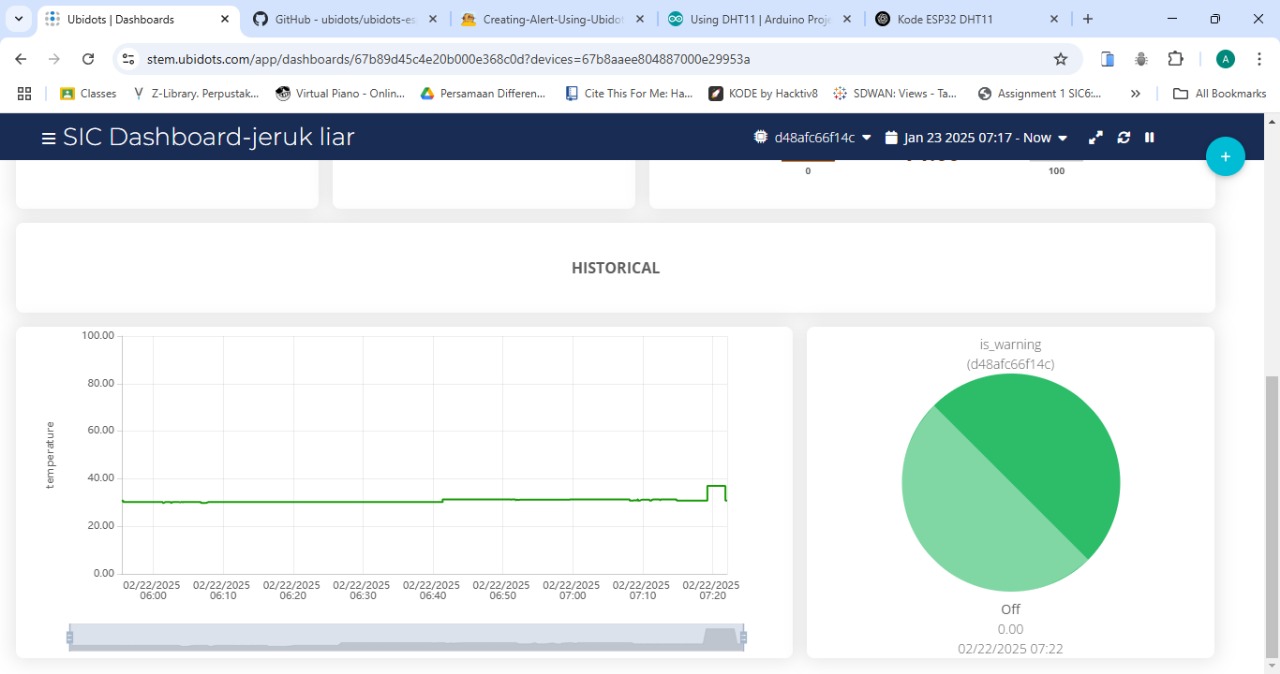 Ubidots | Dashboards
GitHub - ubidots/ubidots-es
Creating-Alert-Using-Ubidot
Using DHT11 | Arduino Proje
Kode ESP32 DHT11
stem.ubidots.com/app/dashboards/67b89d45c4e20b000e368c0d?devices=67b8aaee804887000e29953a
A
Classes
Z-Library. Perpustak...
Virtual Piano - Onlin...
Persamaan Differen...
Cite This For Me: Ha...
KODE by Hacktiv8
SDWAN: Views - Ta...
Assignment 1 SIC6:...
»
All Bookmarks
SIC Dashboard-jeruk liar
d48afc66f14c
Jan 23 2025 07:17 - Now
+
0
100
HISTORICAL
100.00
80.00
60.00
40.00
20.00
0.00
temperature
02/22/2025 02/22/2025 02/22/2025 02/22/2025 02/22/2025 02/22/2025 02/22/2025 02/22/2025 02/22/2025
06:00 06:10 06:20 06:30 06:40 06:50 07:00 07:10 07:20
is_warning
(d48afc66f14c)
Off
0.00
02/22/2025 07:22